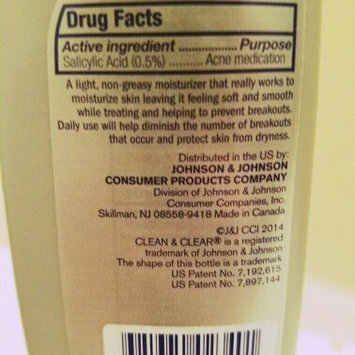 Drug Facts
Active ingredient .................. Purpose
Salicylic Acid (0.5%) .......... Acne medication
A light, non-greasy moisturizer that really works to
moisturize skin leaving it feeling soft and smooth
while treating and helping to prevent breakouts.
Daily use will help diminish the number of breakouts
that occur and protect skin from dryness.
Distributed in the US by:
JOHNSON & JOHNSON
CONSUMER PRODUCTS COMPANY
Division of Johnson & Johnson
Consumer Companies, Inc.
Skillman, NJ 08558-9418 Made in Canada
©J&J CCI 2014
CLEAN & CLEAR® is a registered
trademark of Johnson & Johnson
The shape of this bottle is a trademark
US Patent No. 7,192,615
US Patent No. 7,897,144